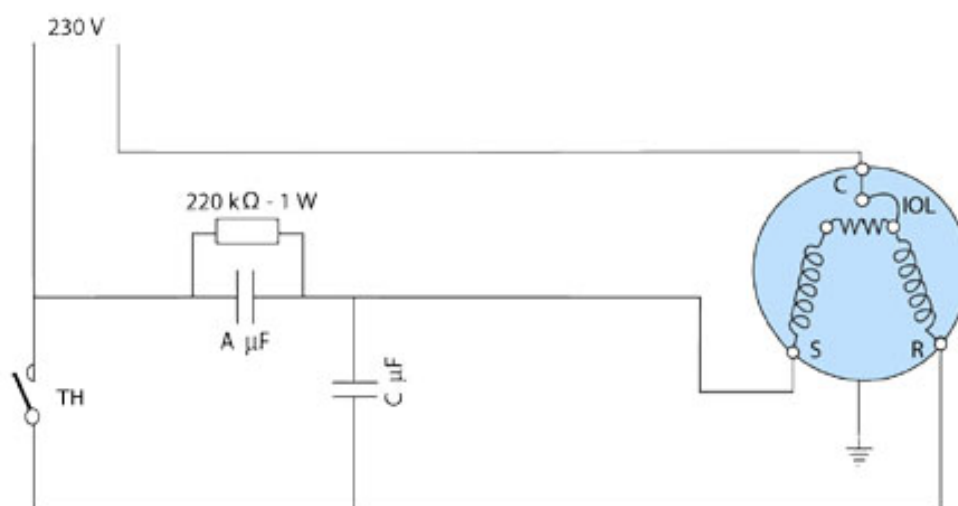 230 V
C
220 kΩ - 1 W
IOL
A µF
S
R
TH
C µF